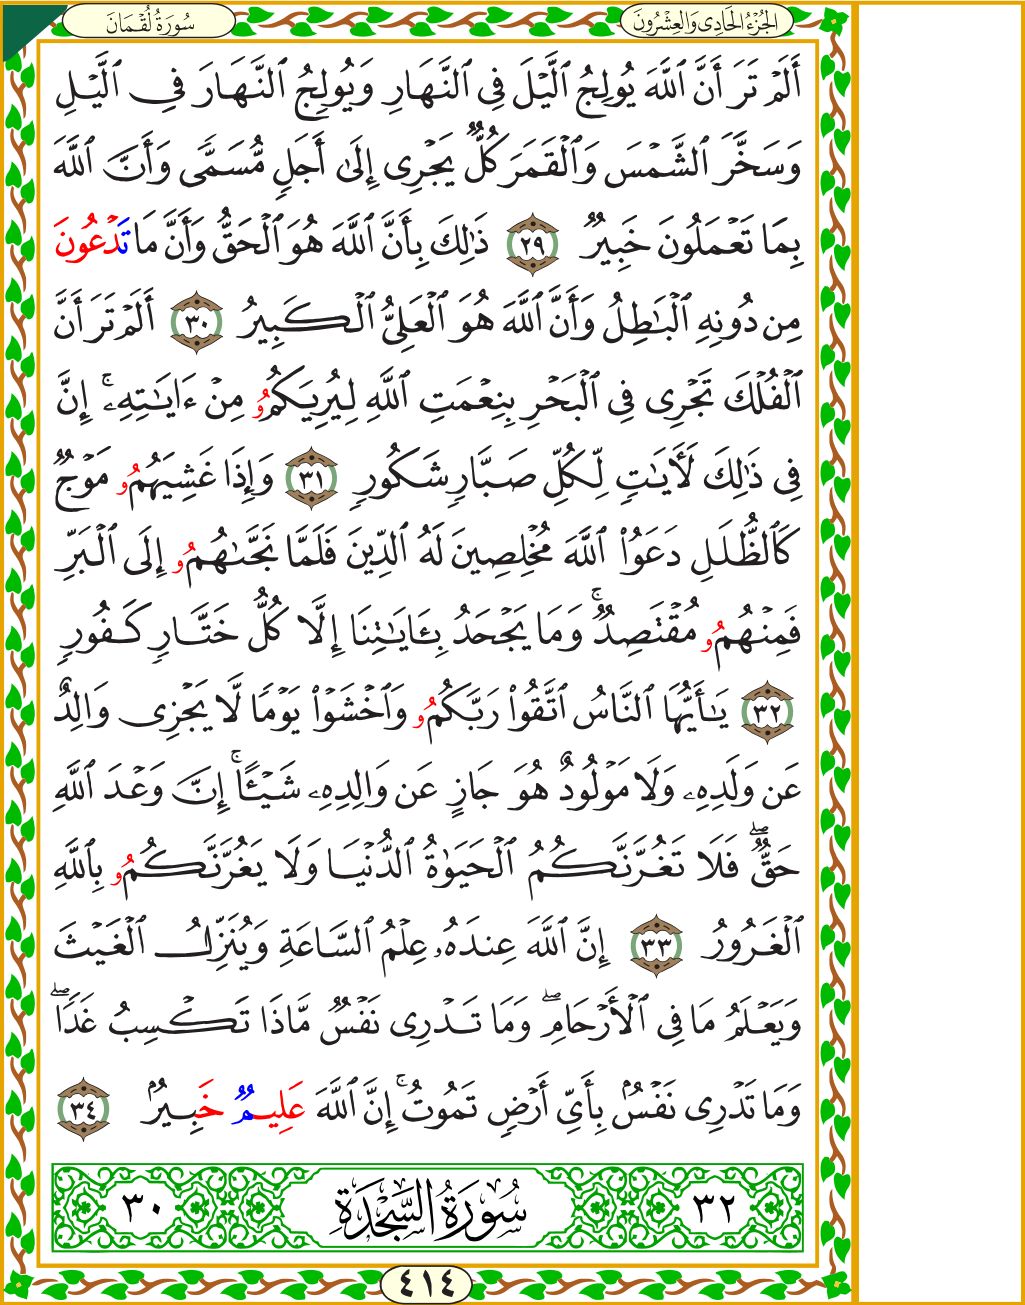 سُورَةُ لُقْمَانَ
الجُزْءُ الحَادِى وَالعِشْرُونَ
أَلَمْ تَرَ أَنَّ ٱللَّهَ يُولِجُ ٱلَّيْلَ فِى ٱلنَّهَارِ وَيُولِجُ ٱلنَّهَارَ فِى ٱلَّيْلِ
وَسَخَّرَ ٱلشَّمْسَ وَٱلْقَمَرَ كُلٌّ يَجْرِى إِلَىٰ أَجَلٍ مُّسَمًّى وَأَنَّ ٱللَّهَ
بِمَا تَعْمَلُونَ خَبِيرٌ ٢٩ ذَٰلِكَ بِأَنَّ ٱللَّهَ هُوَ ٱلْحَقُّ وَأَنَّ مَا تَدْعُونَ
مِن دُونِهِ ٱلْبَٰطِلُ وَأَنَّ ٱللَّهَ هُوَ ٱلْعَلِىُّ ٱلْكَبِيرُ ٣٠ أَلَمْ تَرَ أَنَّ
ٱلْفُلْكَ تَجْرِى فِى ٱلْبَحْرِ بِنِعْمَتِ ٱللَّهِ لِيُرِيَكُمُۥ مِنْ ءَايَٰتِهِۦٓۚ إِنَّ
فِى ذَٰلِكَ لَأَيَٰتٍ لِّكُلِّ صَبَّارٍ شَكُورٍ ٣١ وَإِذَا غَشِيَهُمُۥ مَوْجٌ
كَٱلظُّلَلِ دَعَوُا۟ ٱللَّهَ مُخْلِصِينَ لَهُ ٱلدِّينَ فَلَمَّا نَجَّىٰهُمُۥ إِلَى ٱلْبَرِّ
فَمِنْهُمُۥ مُقْتَصِدٌۚ وَمَا يَجْحَدُ بِـَٔايَٰتِنَا إِلَّا كُلُّ خَتَّارٍ كَفُورٍ
٣٢ يَٰٓأَيُّهَا ٱلنَّاسُ ٱتَّقُوا۟ رَبَّكُمُۥ وَٱخْشَوْا۟ يَوْمًا لَّا يَجْزِى وَالِدٌ
عَن وَلَدِهِۦ وَلَا مَوْلُودٌ هُوَ جَازٍ عَن وَالِدِهِۦ شَيْـًٔاۚ إِنَّ وَعْدَ ٱللَّهِ
حَقٌّۖ فَلَا تَغُرَّنَّكُمُ ٱلْحَيَوٰةُ ٱلدُّنْيَا وَلَا يَغُرَّنَّكُمُۥ بِٱللَّهِ
ٱلْغَرُورُ ٣٣ إِنَّ ٱللَّهَ عِندَهُۥ عِلْمُ ٱلسَّاعَةِ وَيُنَزِّلُ ٱلْغَيْثَ
وَيَعْلَمُ مَا فِى ٱلْأَرْحَامِۖ وَمَا تَدْرِى نَفْسٌ مَّاذَا تَكْسِبُ غَدًاۖ
وَمَا تَدْرِى نَفْسٌۢ بِأَىِّ أَرْضٍ تَمُوتُۚ إِنَّ ٱللَّهَ عَلِيمٌ خَبِيرٌۢ ٣٤
٣٢ سُورَةُ السَّجْدَةِ ٣٠
٤١٤